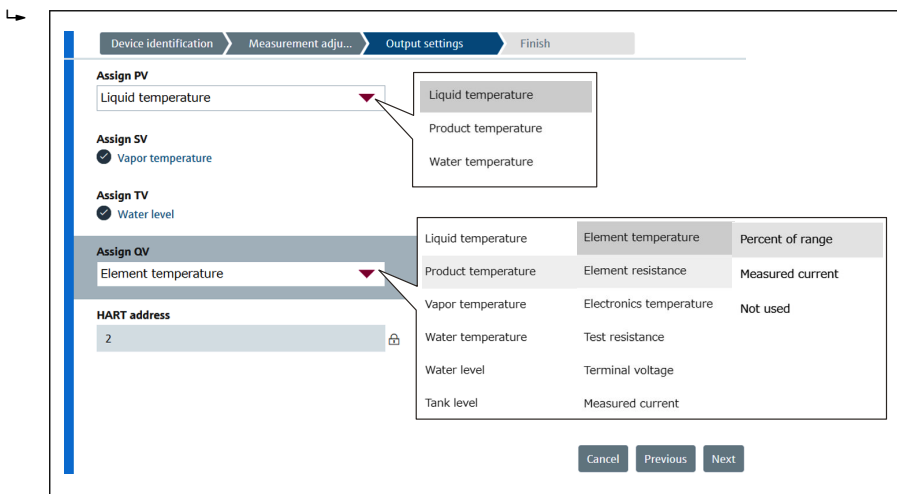 Device identification
Measurement adju...
Output settings
Finish
Assign PV
Liquid temperature
Liquid temperature
Product temperature
Water temperature
Assign SV
Vapor temperature
Assign TV
Water level
Assign QV
Element temperature
Liquid temperature
Product temperature
Vapor temperature
Water temperature
Water level
Tank level
Element temperature
Element resistance
Electronics temperature
Test resistance
Terminal voltage
Measured current
Percent of range
Measured current
Not used
HART address
2
Cancel
Previous
Next